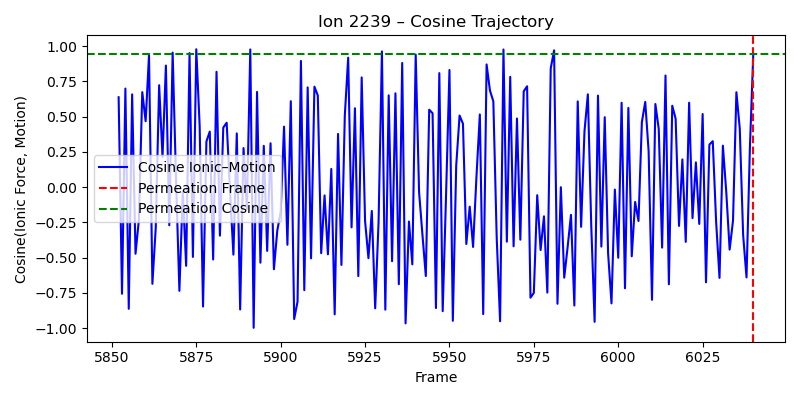 Ion 2239 – Cosine Trajectory
Cosine(Ionic Force, Motion)
1.00
0.75
0.50
0.25
0.00
−0.25
−0.50
−0.75
−1.00
Cosine Ionic–Motion
Permeation Frame
Permeation Cosine
5850
5875
5900
5925
5950
5975
6000
6025
Frame